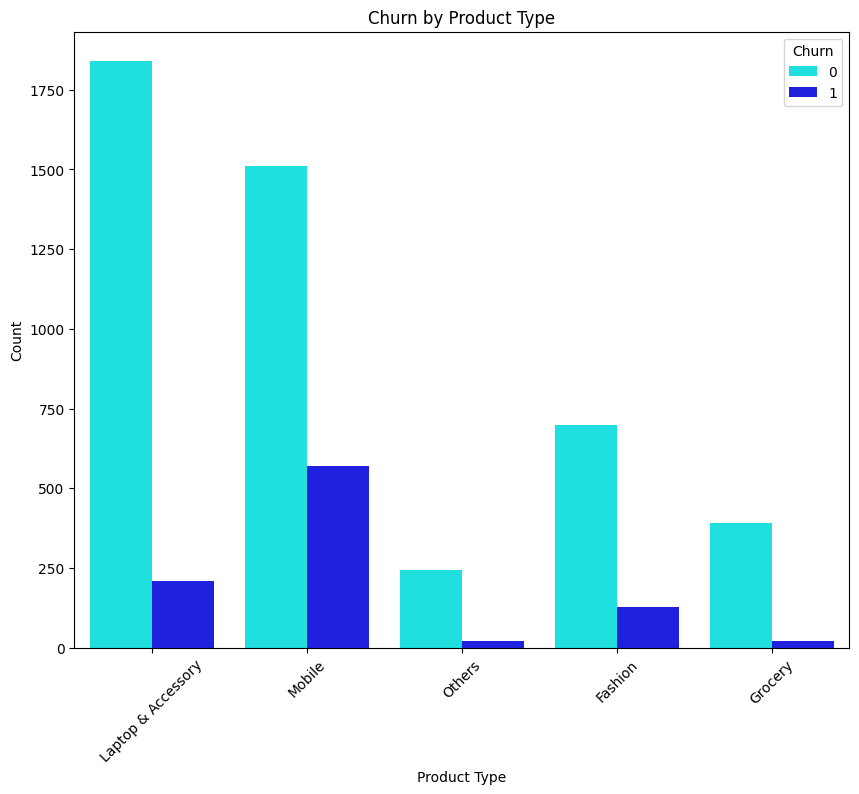 Churn by Product Type
Churn
0
1
1750
1500
1250
1000
750
500
250
0
Count
Laptop & Accessory
Mobile
Others
Fashion
Grocery
Product Type